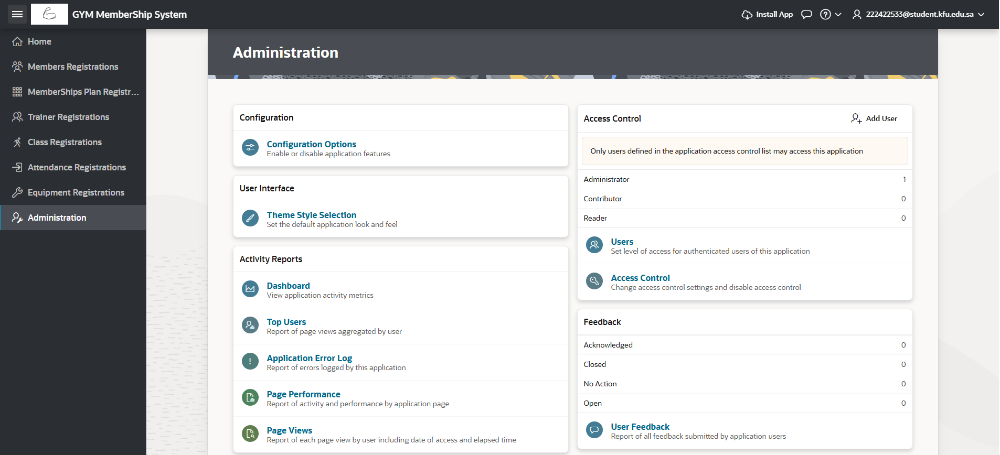 GYM MemberShip System
Install App
222422533@student.kfu.edu.sa
Home
Members Registrations
MemberShips Plan Registr...
Trainer Registrations
Class Registrations
Attendance Registrations
Equipment Registrations
Administration
Administration
Configuration
Configuration Options
Enable or disable application features
User Interface
Theme Style Selection
Set the default application look and feel
Activity Reports
Dashboard
View application activity metrics
Top Users
Report of page views aggregated by user
Application Error Log
Report of errors logged by this application
Page Performance
Report of activity and performance by application page
Page Views
Report of each page view by user including date of access and elapsed time
Access Control
Add User
Only users defined in the application access control list may access this application
Administrator 1
Contributor 0
Reader 0
Users
Set level of access for authenticated users of this application
Access Control
Change access control settings and disable access control
Feedback
Acknowledged 0
Closed 0
No Action 0
Open 0
User Feedback
Report of all feedback submitted by application users